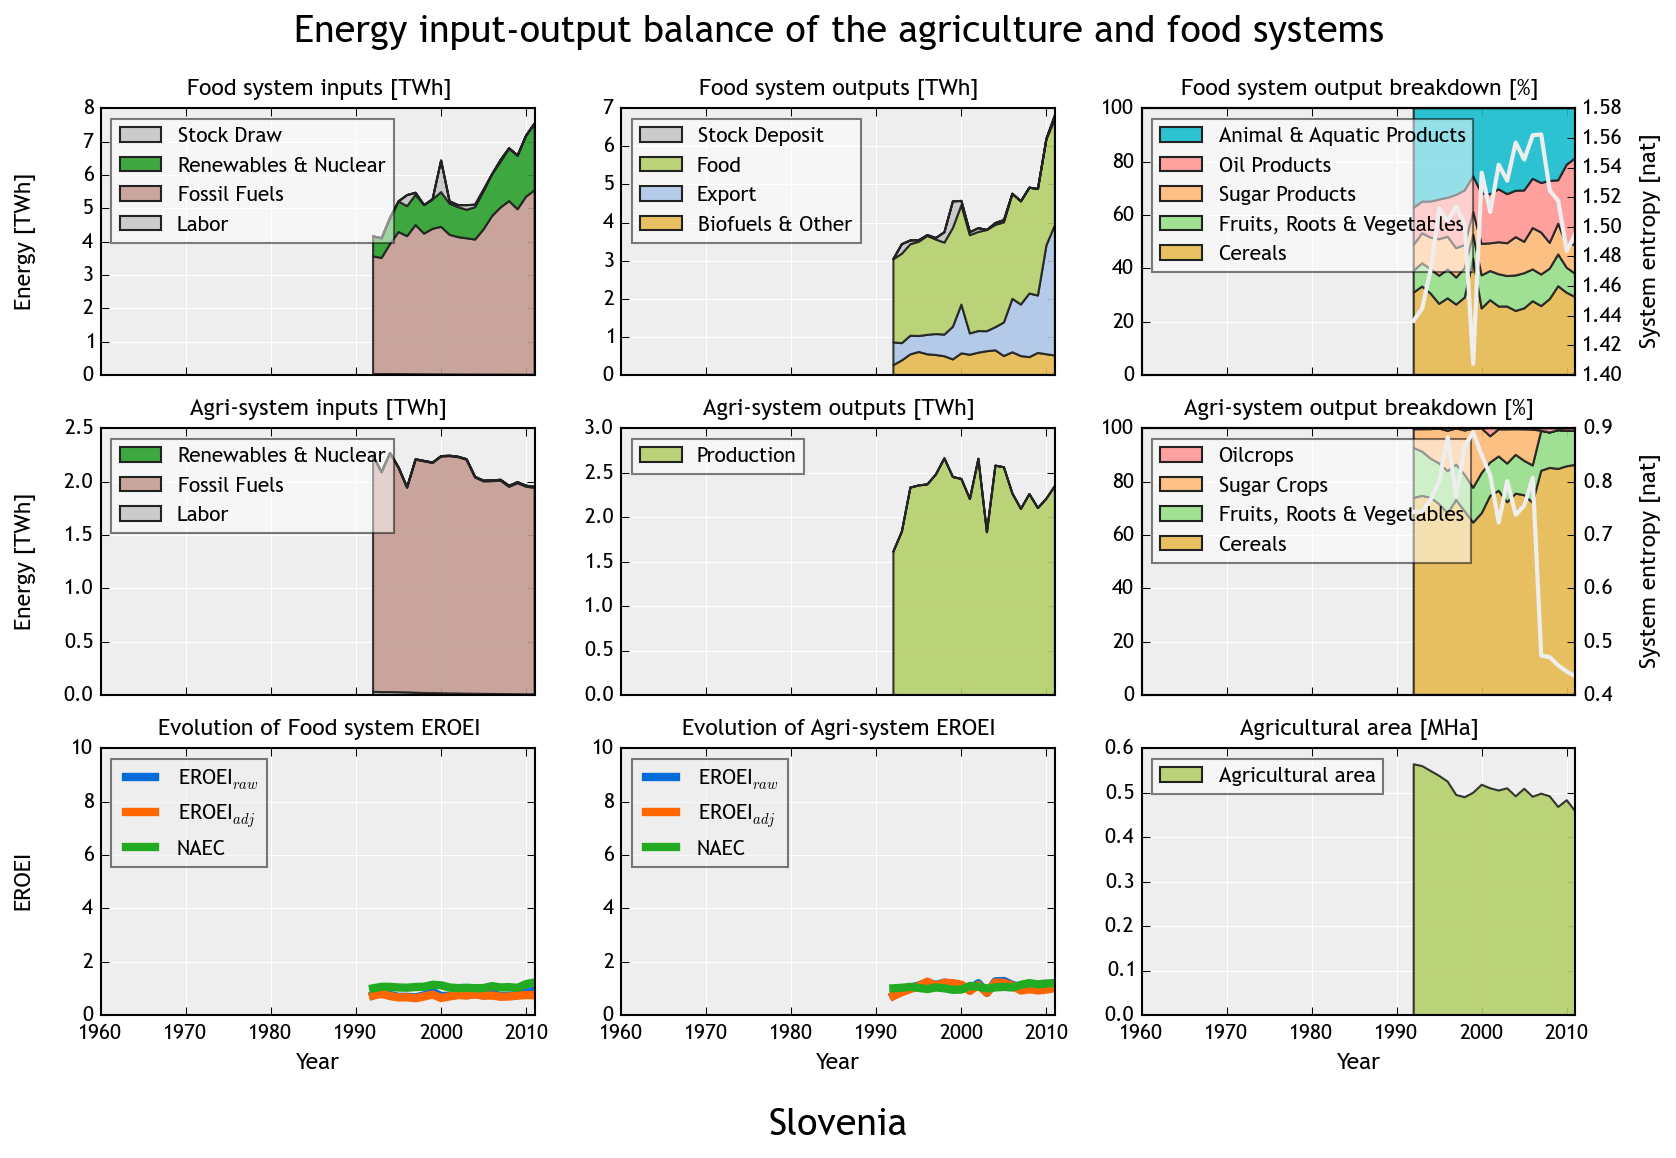 Energy input-output balance of the agriculture and food systems
Food system inputs [TWh]
Energy [TWh]
8
7
6
5
4
3
2
1
0
Stock Draw
Renewables & Nuclear
Fossil Fuels
Labor
Food system outputs [TWh]
7
6
5
4
3
2
1
0
Stock Deposit
Food
Export
Biofuels & Other
Food system output breakdown [%]
100
80
60
40
20
0
Animal & Aquatic Products
Oil Products
Sugar Products
Fruits, Roots & Vegetables
Cereals
1.58
1.56
1.54
1.52
1.50
1.48
1.46
1.44
1.42
1.40
System entropy [nat]
Agri-system inputs [TWh]
Energy [TWh]
2.5
2.0
1.5
1.0
0.5
0.0
Renewables & Nuclear
Fossil Fuels
Labor
Agri-system outputs [TWh]
3.0
2.5
2.0
1.5
1.0
0.5
0.0
Production
Agri-system output breakdown [%]
100
80
60
40
20
0
Oilcrops
Sugar Crops
Fruits, Roots & Vegetables
Cereals
0.9
0.8
0.7
0.6
0.5
0.4
System entropy [nat]
Evolution of Food system EROEI
EROEI
10
8
6
4
2
0
EROEIraw
EROEIadj
NAEC
1960 1970 1980 1990 2000 2010
Year
Evolution of Agri-system EROEI
10
8
6
4
2
0
EROEIraw
EROEIadj
NAEC
1960 1970 1980 1990 2000 2010
Year
Agricultural area [MHa]
0.6
0.5
0.4
0.3
0.2
0.1
0.0
Agricultural area
1960 1970 1980 1990 2000 2010
Year
Slovenia